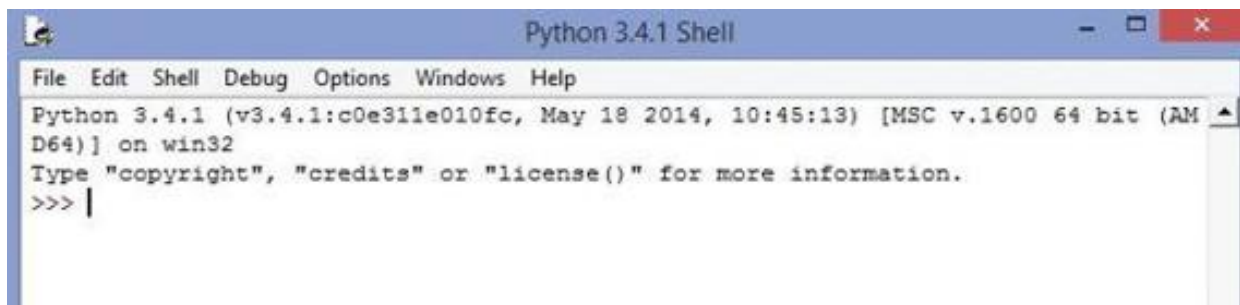 Python 3.4.1 Shell
File Edit Shell Debug Options Windows Help
Python 3.4.1 (v3.4.1:c0e311e010fc, May 18 2014, 10:45:13) [MSC v.1600 64 bit (AM
D64)] on win32
Type "copyright", "credits" or "license()" for more information.
>>>